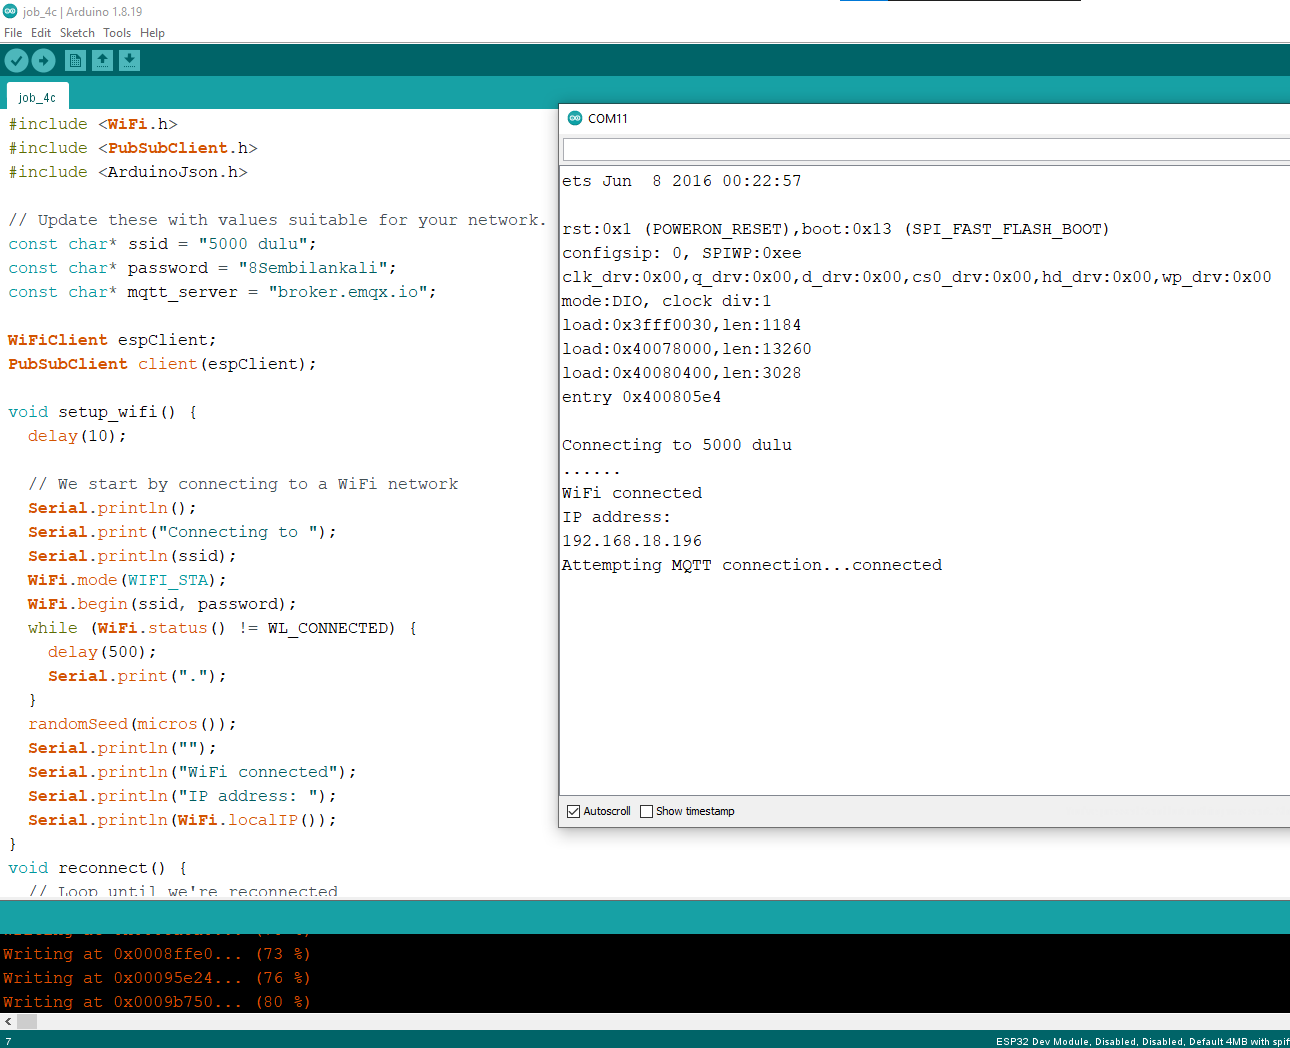 job_4c | Arduino 1.8.19
File Edit Sketch Tools Help
job_4c
#include <WiFi.h>
#include <PubSubClient.h>
#include <ArduinoJson.h>
// Update these with values suitable for your network.
const char* ssid = "5000 dulu";
const char* password = "8Sembilankali";
const char* mqtt_server = "broker.emqx.io";
WiFiClient espClient;
PubSubClient client(espClient);
void setup_wifi() {
delay(10);
// We start by connecting to a WiFi network
Serial.println();
Serial.print("Connecting to ");
Serial.println(ssid);
WiFi.mode(WIFI_STA);
WiFi.begin(ssid, password);
while (WiFi.status() != WL_CONNECTED) {
delay(500);
Serial.print(".");
}
randomSeed(micros());
Serial.println("");
Serial.println("WiFi connected");
Serial.println("IP address: ");
Serial.println(WiFi.localIP());
}
void reconnect() {
// Loop until we're reconnected
COM11
ets Jun  8 2016 00:22:57
rst:0x1 (POWERON_RESET),boot:0x13 (SPI_FAST_FLASH_BOOT)
configsip: 0, SPIWP:0xee
clk_drv:0x00,q_drv:0x00,d_drv:0x00,cs0_drv:0x00,hd_drv:0x00,wp_drv:0x00
mode:DIO, clock div:1
load:0x3fff0030,len:1184
load:0x40078000,len:13260
load:0x40080400,len:3028
entry 0x400805e4
Connecting to 5000 dulu
......
WiFi connected
IP address:
192.168.18.196
Attempting MQTT connection...connected
Autoscroll Show timestamp
Writing at 0x0008ffe0... (73 %)
Writing at 0x00095e24... (76 %)
Writing at 0x0009b750... (80 %)
7
ESP32 Dev Module, Disabled, Disabled, Default 4MB with spif